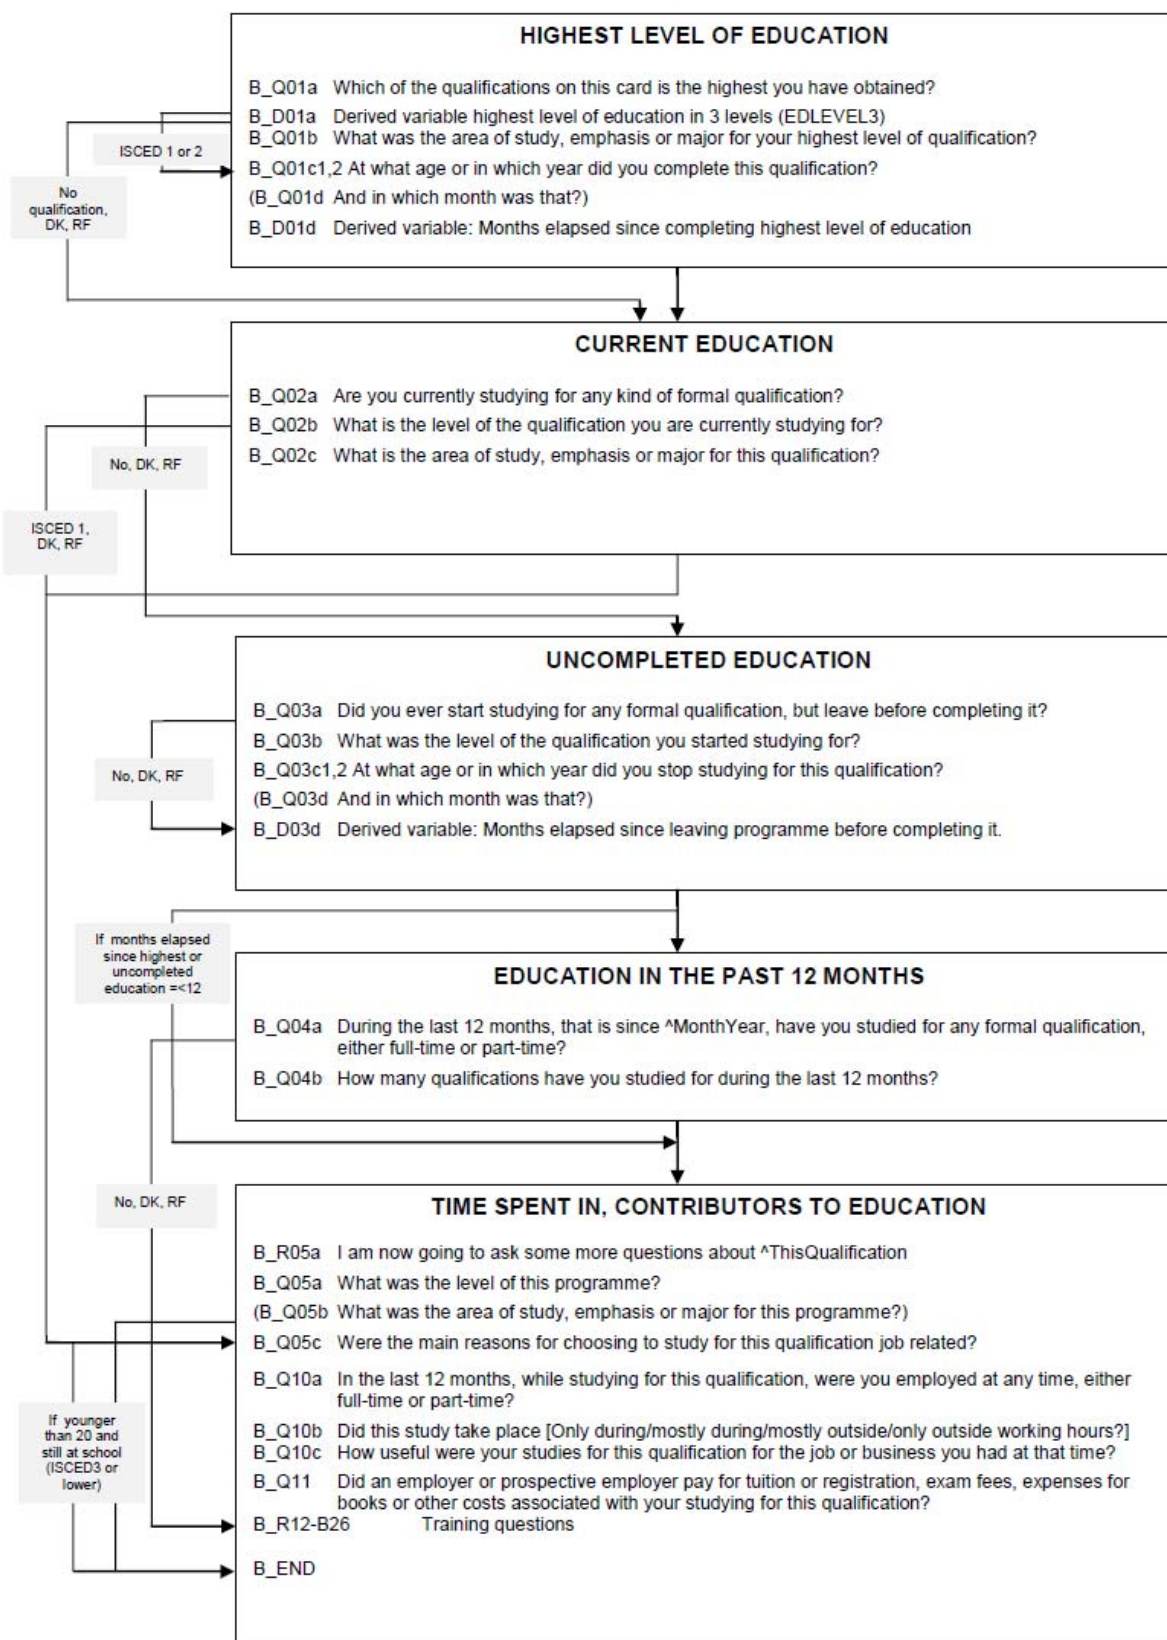 HIGHEST LEVEL OF EDUCATION
B_Q01a Which of the qualifications on this card is the highest you have obtained?
B_D01a Derived variable highest level of education in 3 levels (EDLEVEL3)
B_Q01b What was the area of study, emphasis or major for your highest level of qualification?
ISCED 1 or 2
B_Q01c1,2 At what age or in which year did you complete this qualification?
No
qualification,
DK, RF
(B_Q01d And in which month was that?)
B_D01d Derived variable: Months elapsed since completing highest level of education
CURRENT EDUCATION
B_Q02a Are you currently studying for any kind of formal qualification?
B_Q02b What is the level of the qualification you are currently studying for?
B_Q02c What is the area of study, emphasis or major for this qualification?
No, DK, RF
ISCED 1,
DK, RF
UNCOMPLETED EDUCATION
B_Q03a Did you ever start studying for any formal qualification, but leave before completing it?
B_Q03b What was the level of the qualification you started studying for?
B_Q03c1,2 At what age or in which year did you stop studying for this qualification?
No, DK, RF
(B_Q03d And in which month was that?)
B_D03d Derived variable: Months elapsed since leaving programme before completing it.
If months elapsed
since highest or
uncompleted
education =<12
EDUCATION IN THE PAST 12 MONTHS
B_Q04a During the last 12 months, that is since ^MonthYear, have you studied for any formal qualification,
either full-time or part-time?
B_Q04b How many qualifications have you studied for during the last 12 months?
No, DK, RF
TIME SPENT IN, CONTRIBUTORS TO EDUCATION
B_R05a I am now going to ask some more questions about ^ThisQualification
B_Q05a What was the level of this programme?
(B_Q05b What was the area of study, emphasis or major for this programme?)
B_Q05c Were the main reasons for choosing to study for this qualification job related?
B_Q10a In the last 12 months, while studying for this qualification, were you employed at any time, either
full-time or part-time?
If younger
than 20 and
still at school
(ISCED3 or
lower)
B_Q10b Did this study take place [Only during/mostly during/mostly outside/only outside working hours?]
B_Q10c How useful were your studies for this qualification for the job or business you had at that time?
B_Q11 Did an employer or prospective employer pay for tuition or registration, exam fees, expenses for
books or other costs associated with your studying for this qualification?
B_R12-B26 Training questions
B_END